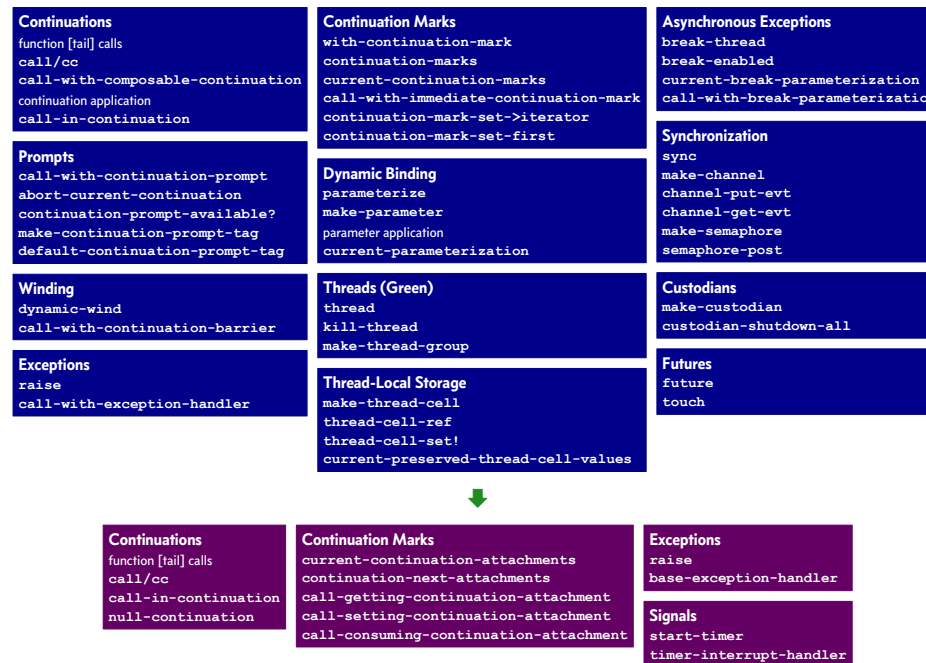 Continuations
function [tail] calls
call/cc
call-with-composable-continuation
continuation application
call-in-continuation
Prompts
call-with-continuation-prompt
abort-current-continuation
continuation-prompt-available?
make-continuation-prompt-tag
default-continuation-prompt-tag
Winding
dynamic-wind
call-with-continuation-barrier
Exceptions
raise
call-with-exception-handler
Continuation Marks
with-continuation-mark
continuation-marks
current-continuation-marks
call-with-immediate-continuation-mark
continuation-mark-set->iterator
continuation-mark-set-first
Dynamic Binding
parameterize
make-parameter
parameter application
current-parameterization
Threads (Green)
thread
kill-thread
make-thread-group
Thread-Local Storage
make-thread-cell
thread-cell-ref
thread-cell-set!
current-preserved-thread-cell-values
Asynchronous Exceptions
break-thread
break-enabled
current-break-parameterization
call-with-break-parameterizatio
Synchronization
sync
make-channel
channel-put-evt
channel-get-evt
make-semaphore
semaphore-post
Custodians
make-custodian
custodian-shutdown-all
Futures
future
touch
Continuations
function [tail] calls
call/cc
call-in-continuation
null-continuation
Continuation Marks
current-continuation-attachments
continuation-next-attachments
call-getting-continuation-attachment
call-setting-continuation-attachment
call-consuming-continuation-attachment
Exceptions
raise
base-exception-handler
Signals
start-timer
timer-interrupt-handler